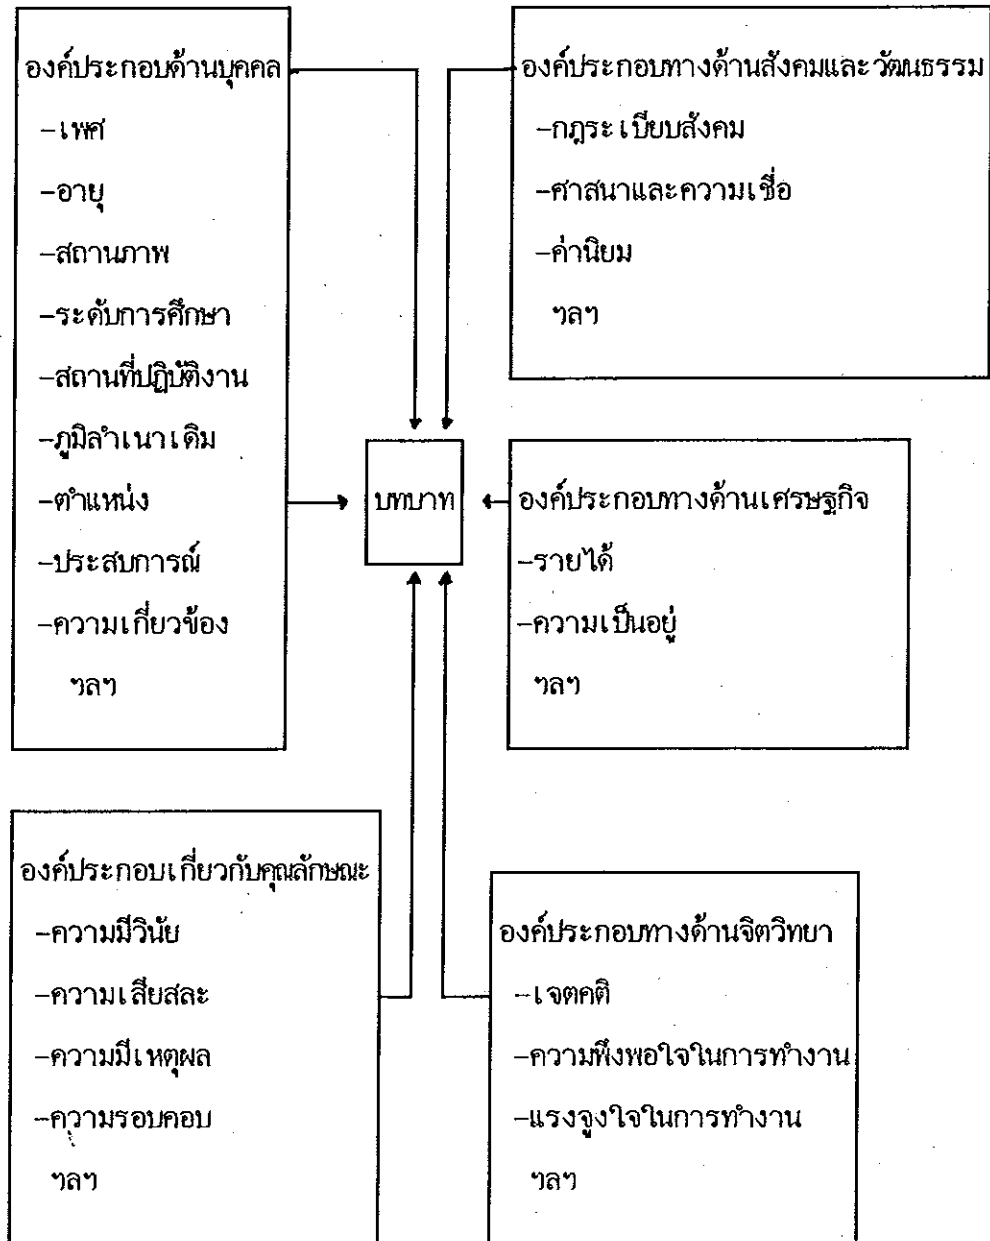 องค์ประกอบด้านบุคคล
-เพศ
-อายุ
-สถานภาพ
-ระดับการศึกษา
-สถานที่ปฏิบัติงาน
-ภูมิลำเนาเดิม
-ตำแหน่ง
-ประสบการณ์
-ความเกี่ยวข้อง
ฯลฯ
องค์ประกอบทางด้านสังคมและวัฒนธรรม
-กฎระเบียบสังคม
-ศาสนาและความเชื่อ
-ค่านิยม
ฯลฯ
บทบาท
องค์ประกอบทางด้านเศรษฐกิจ
-รายได้
-ความเป็นอยู่
ฯลฯ
องค์ประกอบเกี่ยวกับคุณลักษณะ
-ความมีวินัย
-ความเสียสละ
-ความมีเหตุผล
-ความรอบคอบ
ฯลฯ
องค์ประกอบทางด้านจิตวิทยา
-เจตคติ
-ความพึงพอใจในการทำงาน
-แรงจูงใจในการทำงาน
ฯลฯ